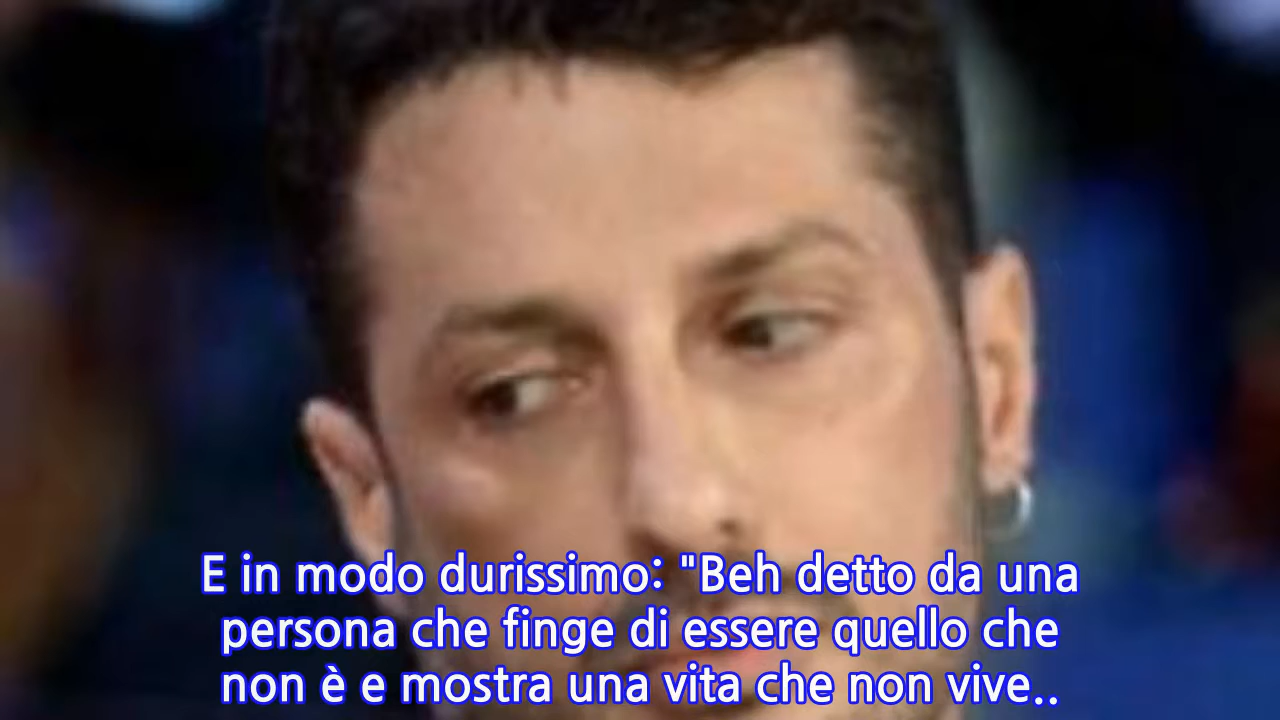 E in modo durissimo: "Beh detto da una
persona che finge di essere quello che
non è e mostra una vita che non vive..